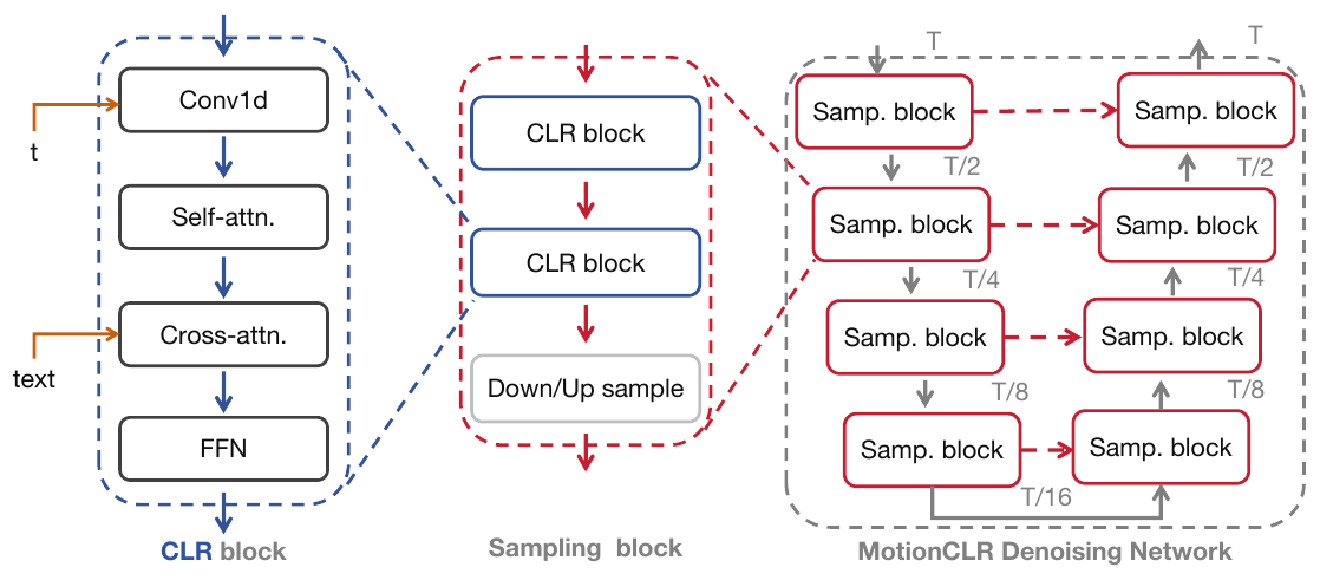 Conv1d
t
Self-attn.
Cross-attn.
text
FFN
CLR block
CLR block
CLR block
Down/Up sample
Sampling block
T
T
Samp. block
Samp. block
T/2
T/2
Samp. block
Samp. block
T/4
T/4
Samp. block
Samp. block
T/8
T/8
Samp. block
Samp. block
T/16
MotionCLR Denoising Network